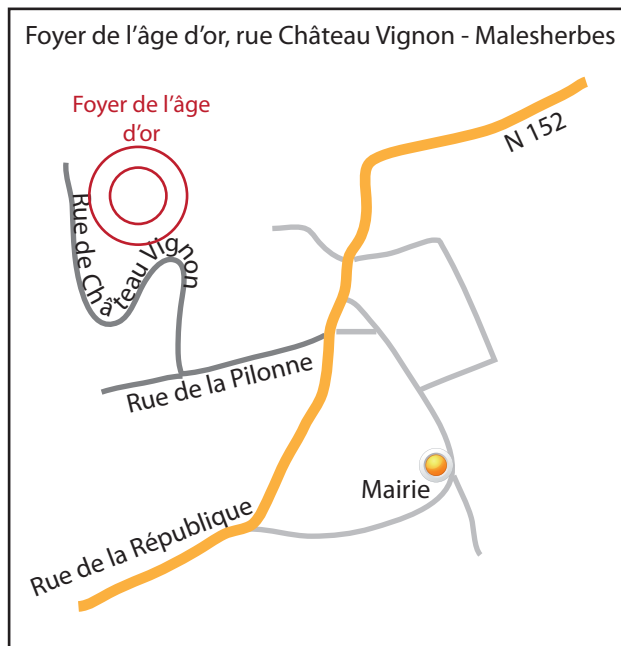 Foyer de l’âge d’or, rue Château Vignon - Malesherbes
Foyer de l’âge
d’or
N 152
Rue de Château Vignon
Rue de la Pilonne
Mairie
Rue de la République